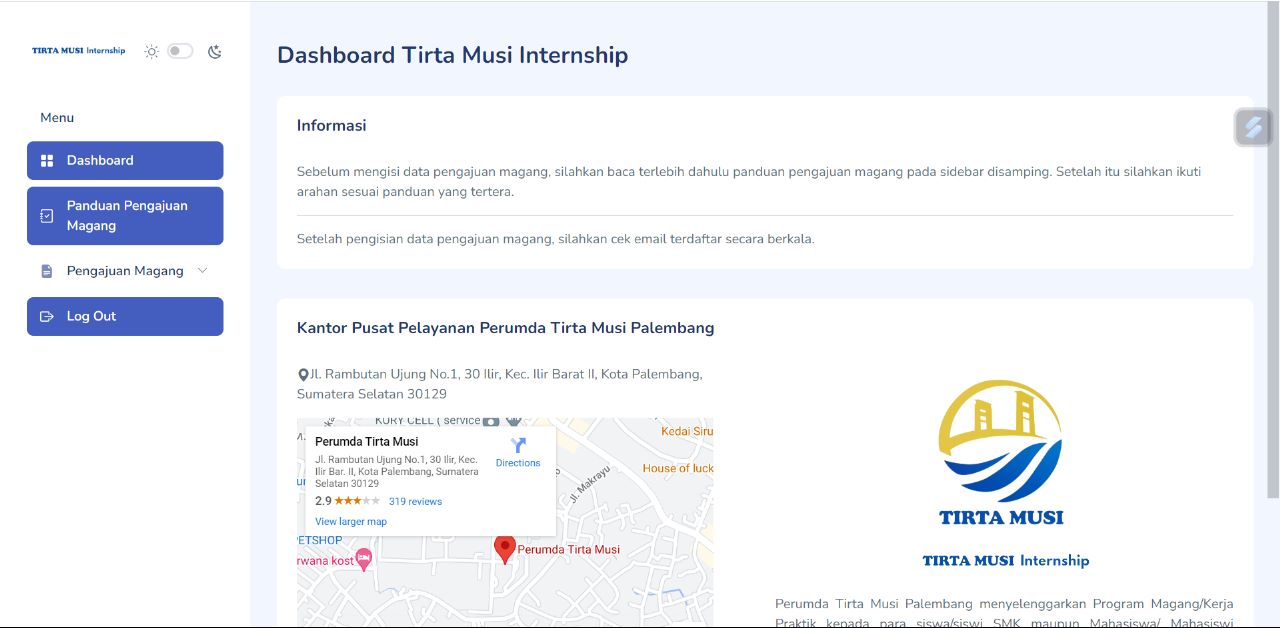 TIRTA MUSI Internship
Menu
Dashboard
Panduan Pengajuan
Magang
Pengajuan Magang
Log Out
Dashboard Tirta Musi Internship
Informasi
Sebelum mengisi data pengajuan magang, silahkan baca terlebih dahulu panduan pengajuan magang pada sidebar disamping. Setelah itu silahkan ikuti
arahan sesuai panduan yang tertera.
Setelah pengisian data pengajuan magang, silahkan cek email terdaftar secara berkala.
Kantor Pusat Pelayanan Perumda Tirta Musi Palembang
Jl. Rambutan Ujung No.1, 30 Ilir, Kec. Ilir Barat II, Kota Palembang,
Sumatera Selatan 30129
KURY CELL ( service
Kedai Siru
Perumda Tirta Musi
Jl. Rambutan Ujung No.1, 30 Ilir, Kec.
Ilir Bar. II, Kota Palembang, Sumatera
Selatan 30129
Directions
2.9
319 reviews
View larger map
House of luck
Jl. Makrayu
PETSHOP
rwana kost
Perumda Tirta Musi
TIRTA MUSI
TIRTA MUSI Internship
Perumda Tirta Musi Palembang menyelenggarkan Program Magang/Kerja
Praktik kepada para siswa/siswi SMK maupun Mahasiswa/ Mahasiswi